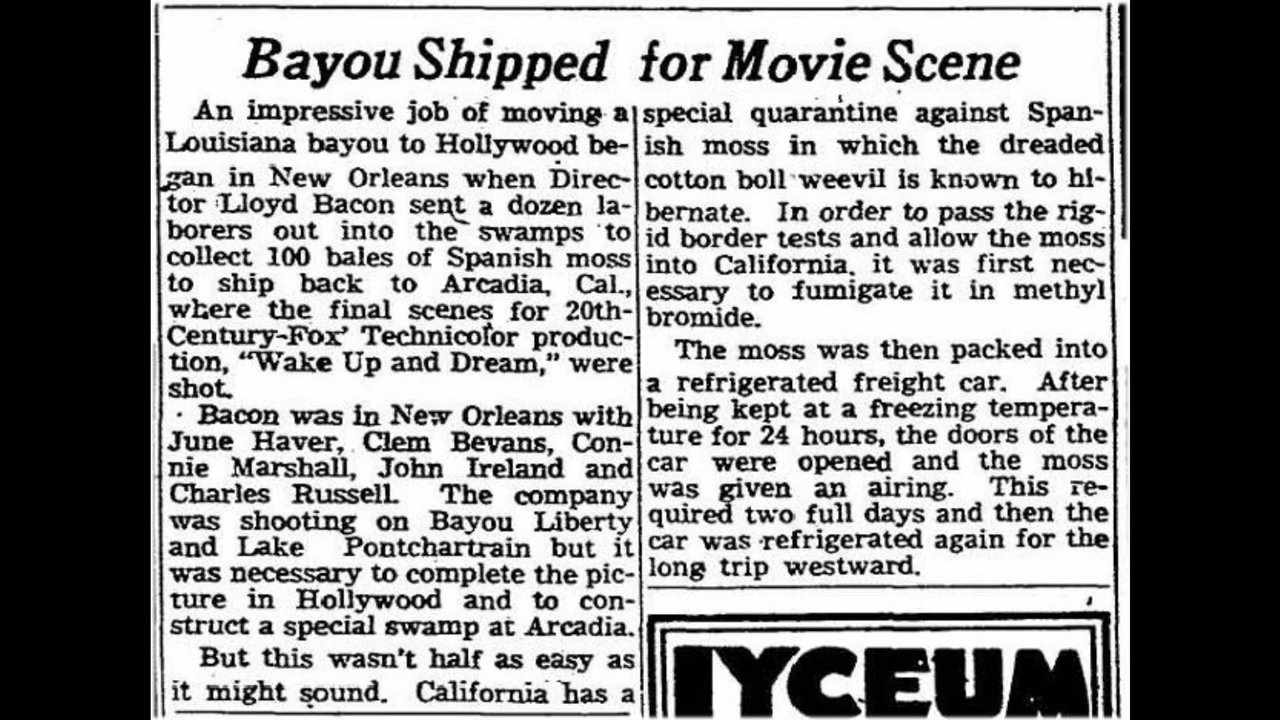 Bayou Shipped for Movie Scene
An impressive job of moving a
Louisiana bayou to Hollywood be-
gan in New Orleans when Direc-
tor Lloyd Bacon sent a dozen la-
borers out into the swamps to
collect 100 bales of Spanish moss
to ship back to Arcadia, Cal.,
where the final scenes for 20th-
Century-Fox' Technicolor produc-
tion, "Wake Up and Dream," were
shot.
Bacon was in New Orleans with
June Haver, Clem Bevans, Con-
nie Marshall, John Ireland and
Charles Russell. The company
was shooting on Bayou Liberty
and Lake Pontchartrain but it
was necessary to complete the pic-
ture in Hollywood and to con-
struct a special swamp at Arcadia.
But this wasn't half as easy as
it might sound. California has a
special quarantine against Span-
ish moss in which the dreaded
cotton boll weevil is known to hi-
bernate. In order to pass the rig-
id border tests and allow the moss
into California, it was first nec-
essary to fumigate it in methyl
bromide.
The moss was then packed into
a refrigerated freight car. After
being kept at a freezing tempera-
ture for 24 hours, the doors of the
car were opened and the moss
was given an airing. This re-
quired two full days and then the
car was refrigerated again for the
long trip westward.
LYCEUM